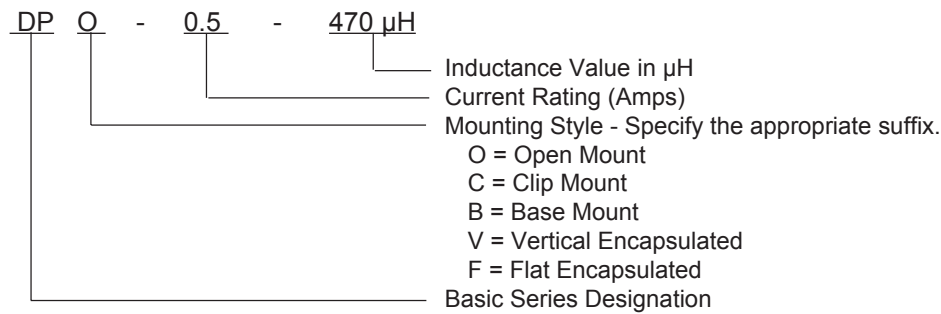 DP O - 0.5 - 470 µH
Inductance Value in µH
Current Rating (Amps)
Mounting Style - Specify the appropriate suffix.
O = Open Mount
C = Clip Mount
B = Base Mount
V = Vertical Encapsulated
F = Flat Encapsulated
Basic Series Designation